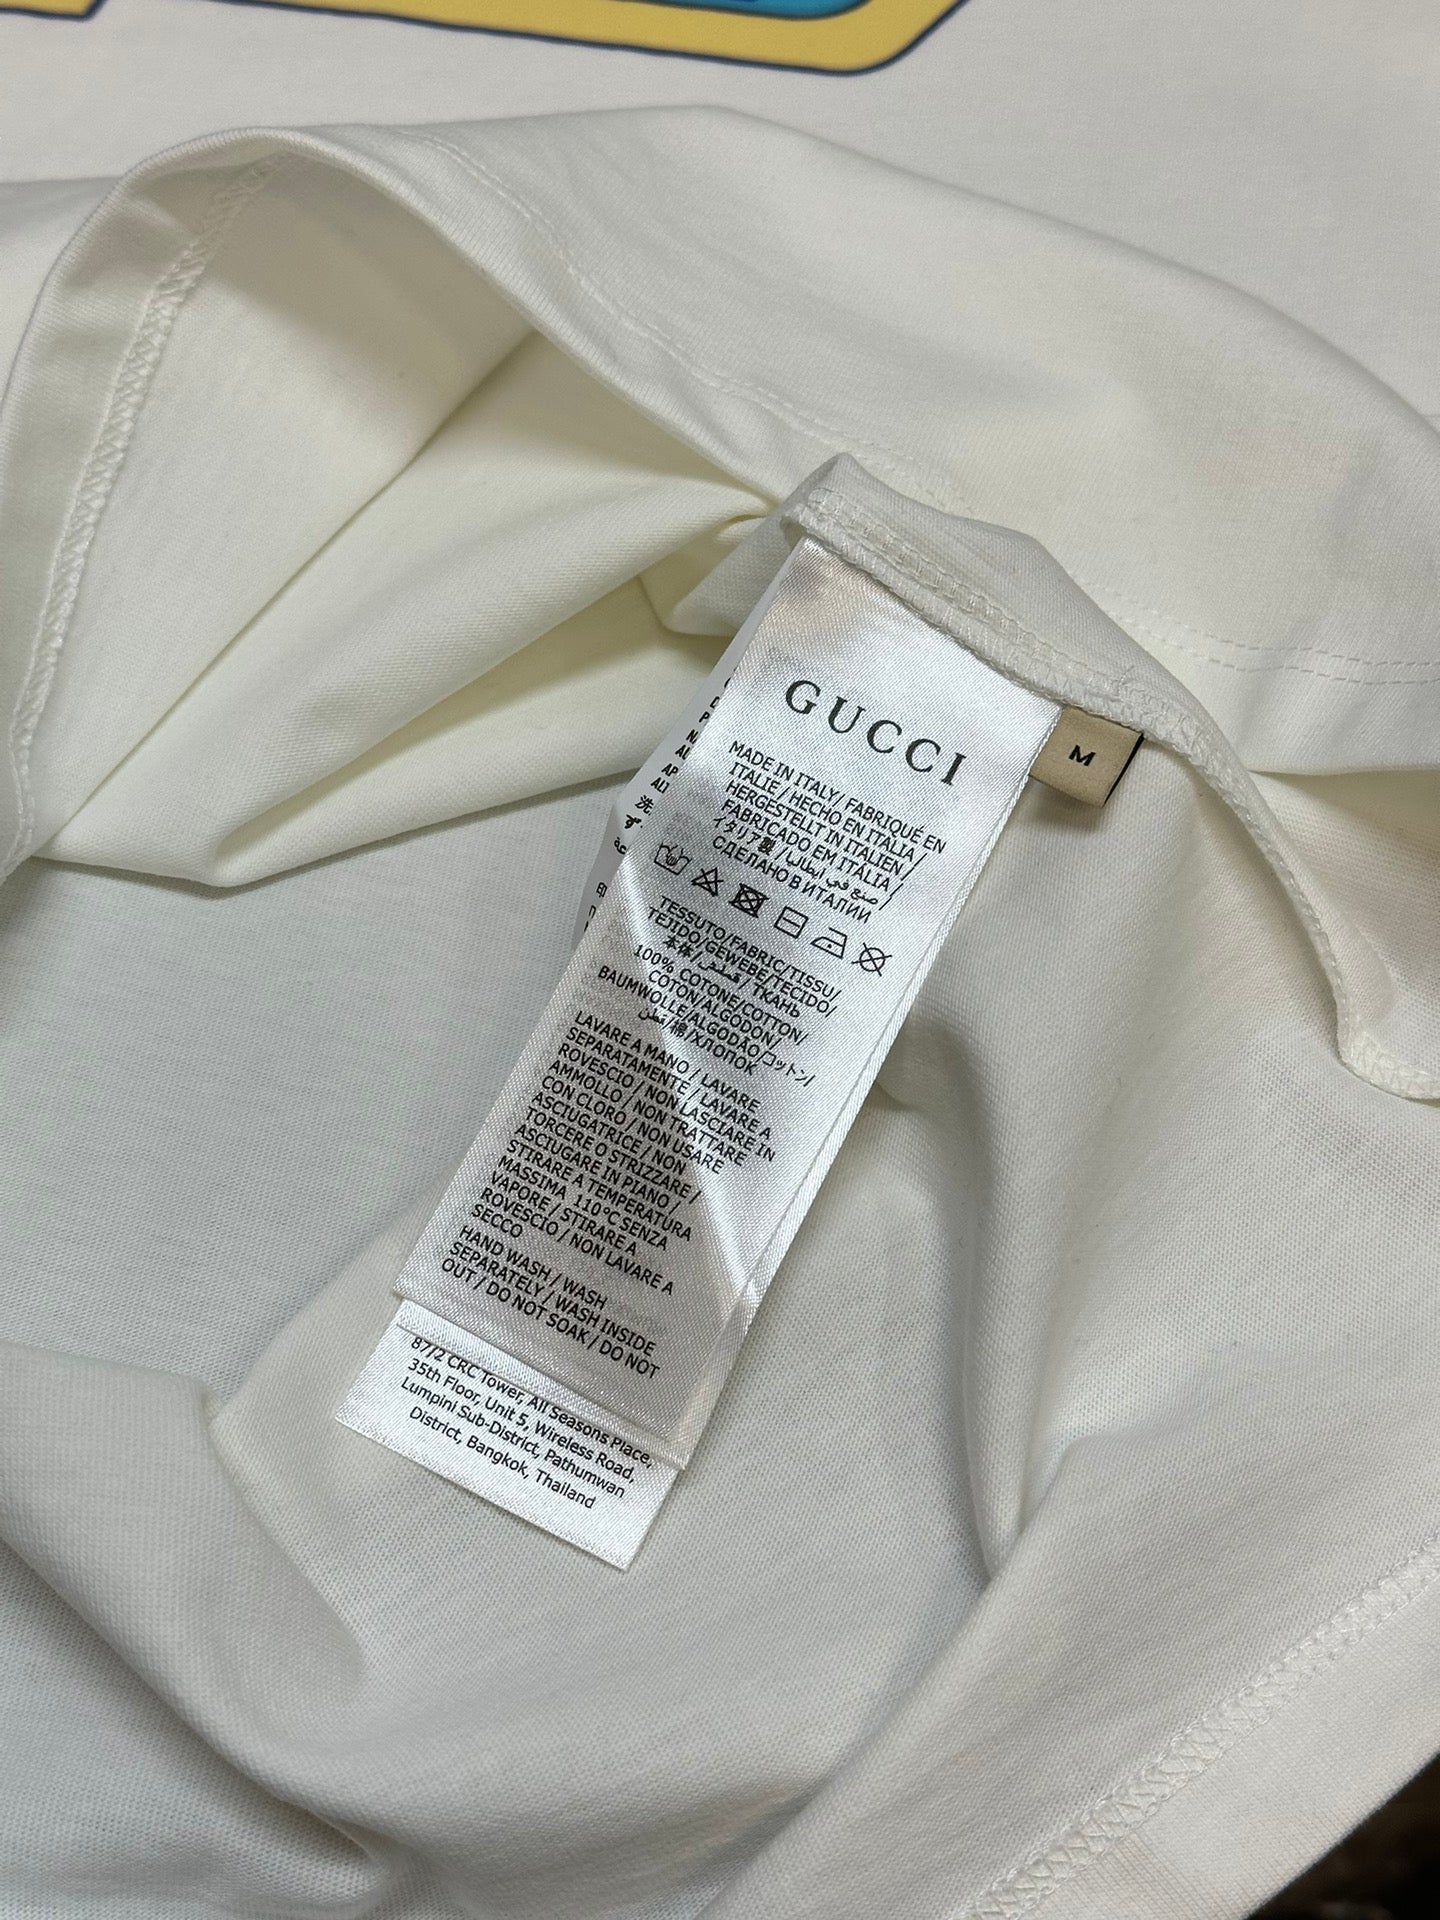 GUCCI
M
MADE IN ITALY/ FABRIQUÉ EN
ITALIE / HECHO EN ITALIA /
HERGESTELLT IN ITALIEN /
FABRICADO EM ITALIA /
イタリア製 / صنع في ايطاليا /
СДЕЛАНО В ИТАЛИИ
TESSUTO/FABRIC/TISSU/
TEJIDO/GEWEBE/TECIDO/
本体/قماش/ТКАНЬ
100% COTONE/COTTON/
COTON/ALGODON/
BAUMWOLLE/ALGODÃO/コットン/
قطن/棉/ХЛОПОК
LAVARE A MANO / LAVARE
SEPARATAMENTE / LAVARE A
ROVESCIO / NON LASCIARE IN
AMMOLLO / NON TRATTARE
CON CLORO / NON USARE
ASCIUGATRICE / NON
TORCERE O STRIZZARE /
ASCIUGARE IN PIANO /
STIRARE A TEMPERATURA
MASSIMA 110°C SENZA
VAPORE / STIRARE A
ROVESCIO / NON LAVARE A
SECCO
HAND WASH / WASH
SEPARATELY / WASH INSIDE
OUT / DO NOT SOAK / DO NOT
87/2 CRC Tower, All Seasons Place,
35th Floor, Unit 5, Wireless Road,
Lumpini Sub-District, Pathumwan
District, Bangkok, Thailand